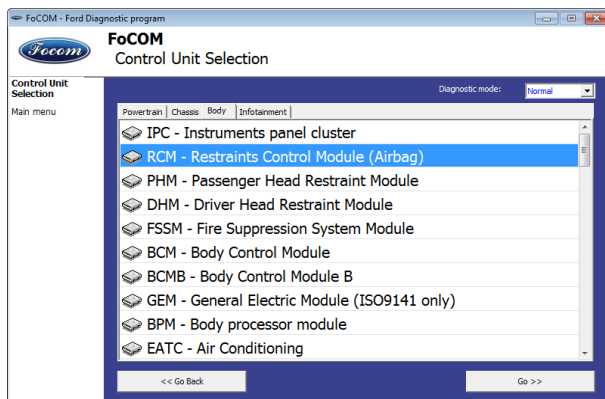 FoCOM - Ford Diagnostic program
Focom
FoCOM
Control Unit Selection
Control Unit
Selection
Main menu
Diagnostic mode: Normal
Powertrain Chassis Body Infotainment
IPC - Instruments panel cluster
RCM - Restraints Control Module (Airbag)
PHM - Passenger Head Restraint Module
DHM - Driver Head Restraint Module
FSSM - Fire Suppression System Module
BCM - Body Control Module
BCMB - Body Control Module B
GEM - General Electric Module (ISO9141 only)
BPM - Body processor module
EATC - Air Conditioning
<< Go Back Go >>